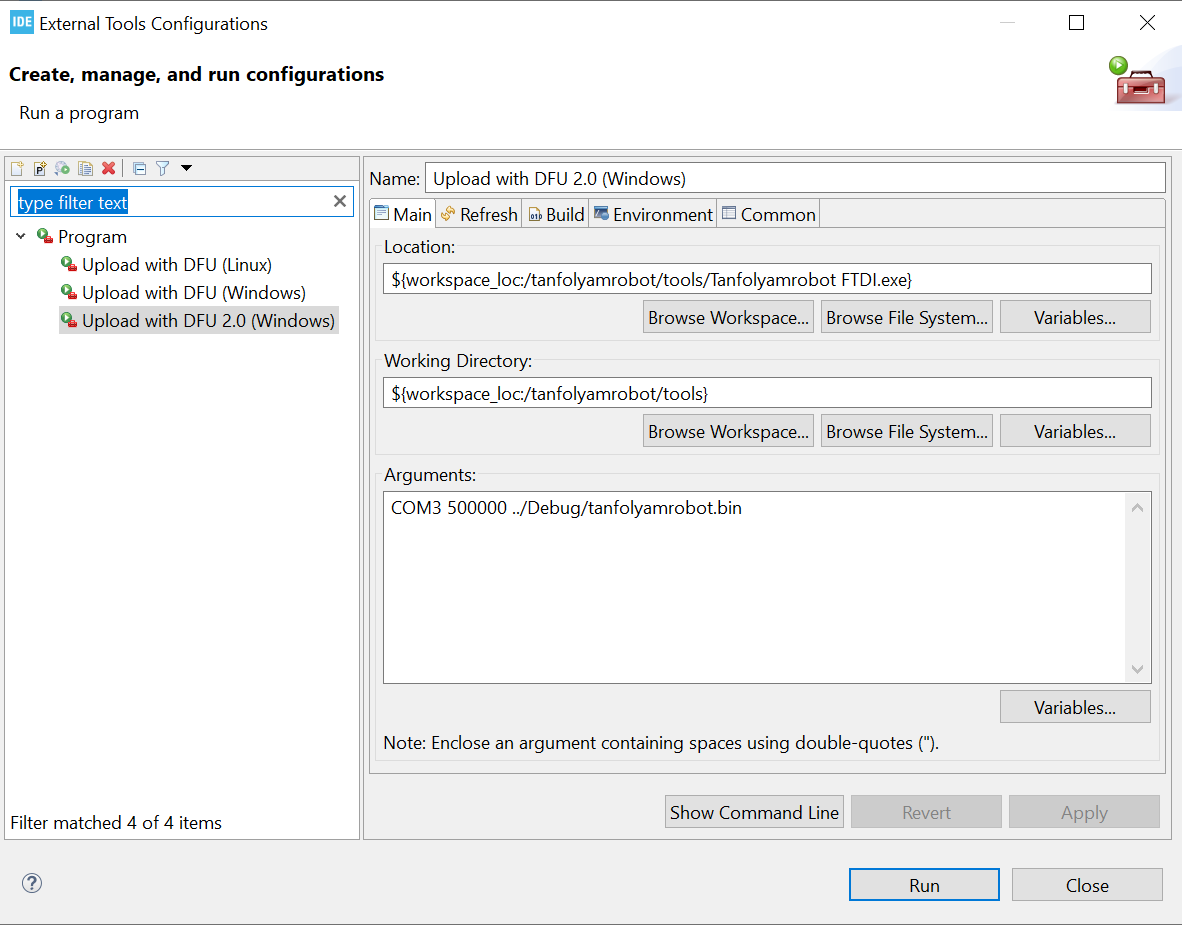 IDE External Tools Configurations
Create, manage, and run configurations
Run a program
type filter text
Program
Upload with DFU (Linux)
Upload with DFU (Windows)
Upload with DFU 2.0 (Windows)
Filter matched 4 of 4 items
Name: Upload with DFU 2.0 (Windows)
Main Refresh Build Environment Common
Location:
${workspace_loc:/tanfolyamrobot/tools/Tanfolyamrobot FTDI.exe}
Browse Workspace... Browse File System... Variables...
Working Directory:
${workspace_loc:/tanfolyamrobot/tools}
Browse Workspace... Browse File System... Variables...
Arguments:
COM3 500000 ../Debug/tanfolyamrobot.bin
Variables...
Note: Enclose an argument containing spaces using double-quotes (").
Show Command Line Revert Apply
Run Close